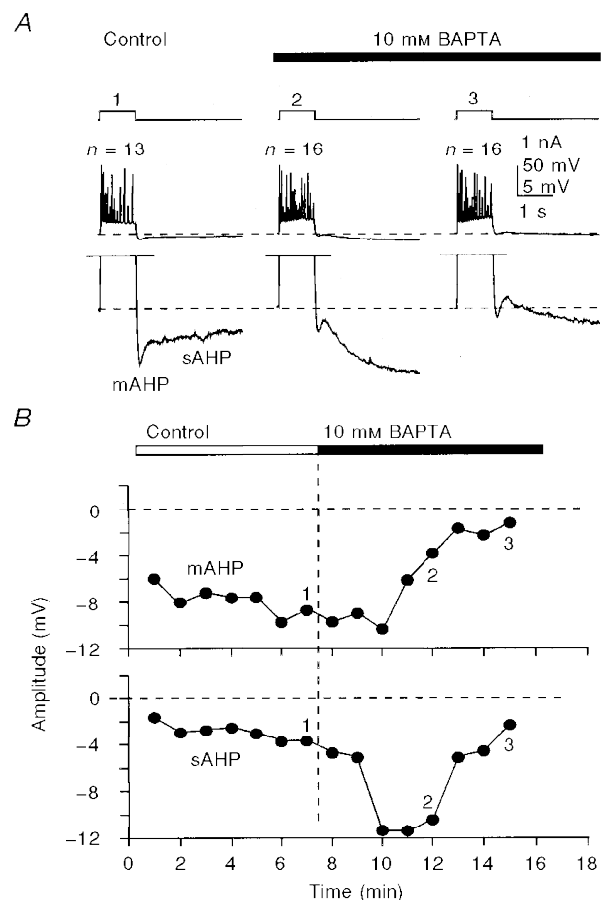 A
Control
10 mM BAPTA
1
2
3
n = 13
n = 16
n = 16
1 nA
50 mV
5 mV
1 s
mAHP
sAHP
B
Control
10 mM BAPTA
Amplitude (mV)
0
−4
−8
−12
mAHP
1
2
3
0
−4
−8
−12
sAHP
1
2
3
0 2 4 6 8 10 12 14 16 18
Time (min)